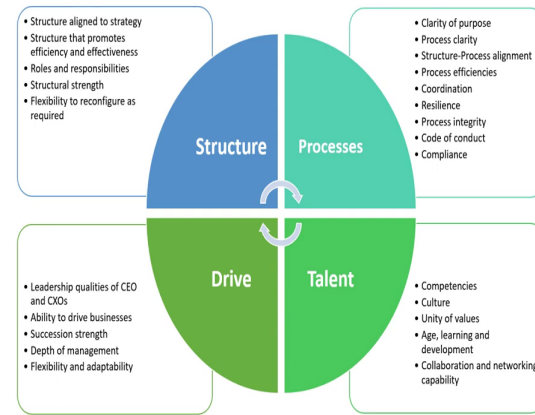 • Structure aligned to strategy
• Structure that promotes
efficiency and effectiveness
• Roles and responsibilities
• Structural strength
• Flexibility to reconfigure as
required
• Clarity of purpose
• Process clarity
• Structure-Process alignment
• Process efficiencies
• Coordination
• Resilience
• Process integrity
• Code of conduct
• Compliance
Structure
Processes
Drive
Talent
• Leadership qualities of CEO
and CXOs
• Ability to drive businesses
• Succession strength
• Depth of management
• Flexibility and adaptability
• Competencies
• Culture
• Unity of values
• Age, learning and
development
• Collaboration and networking
capability